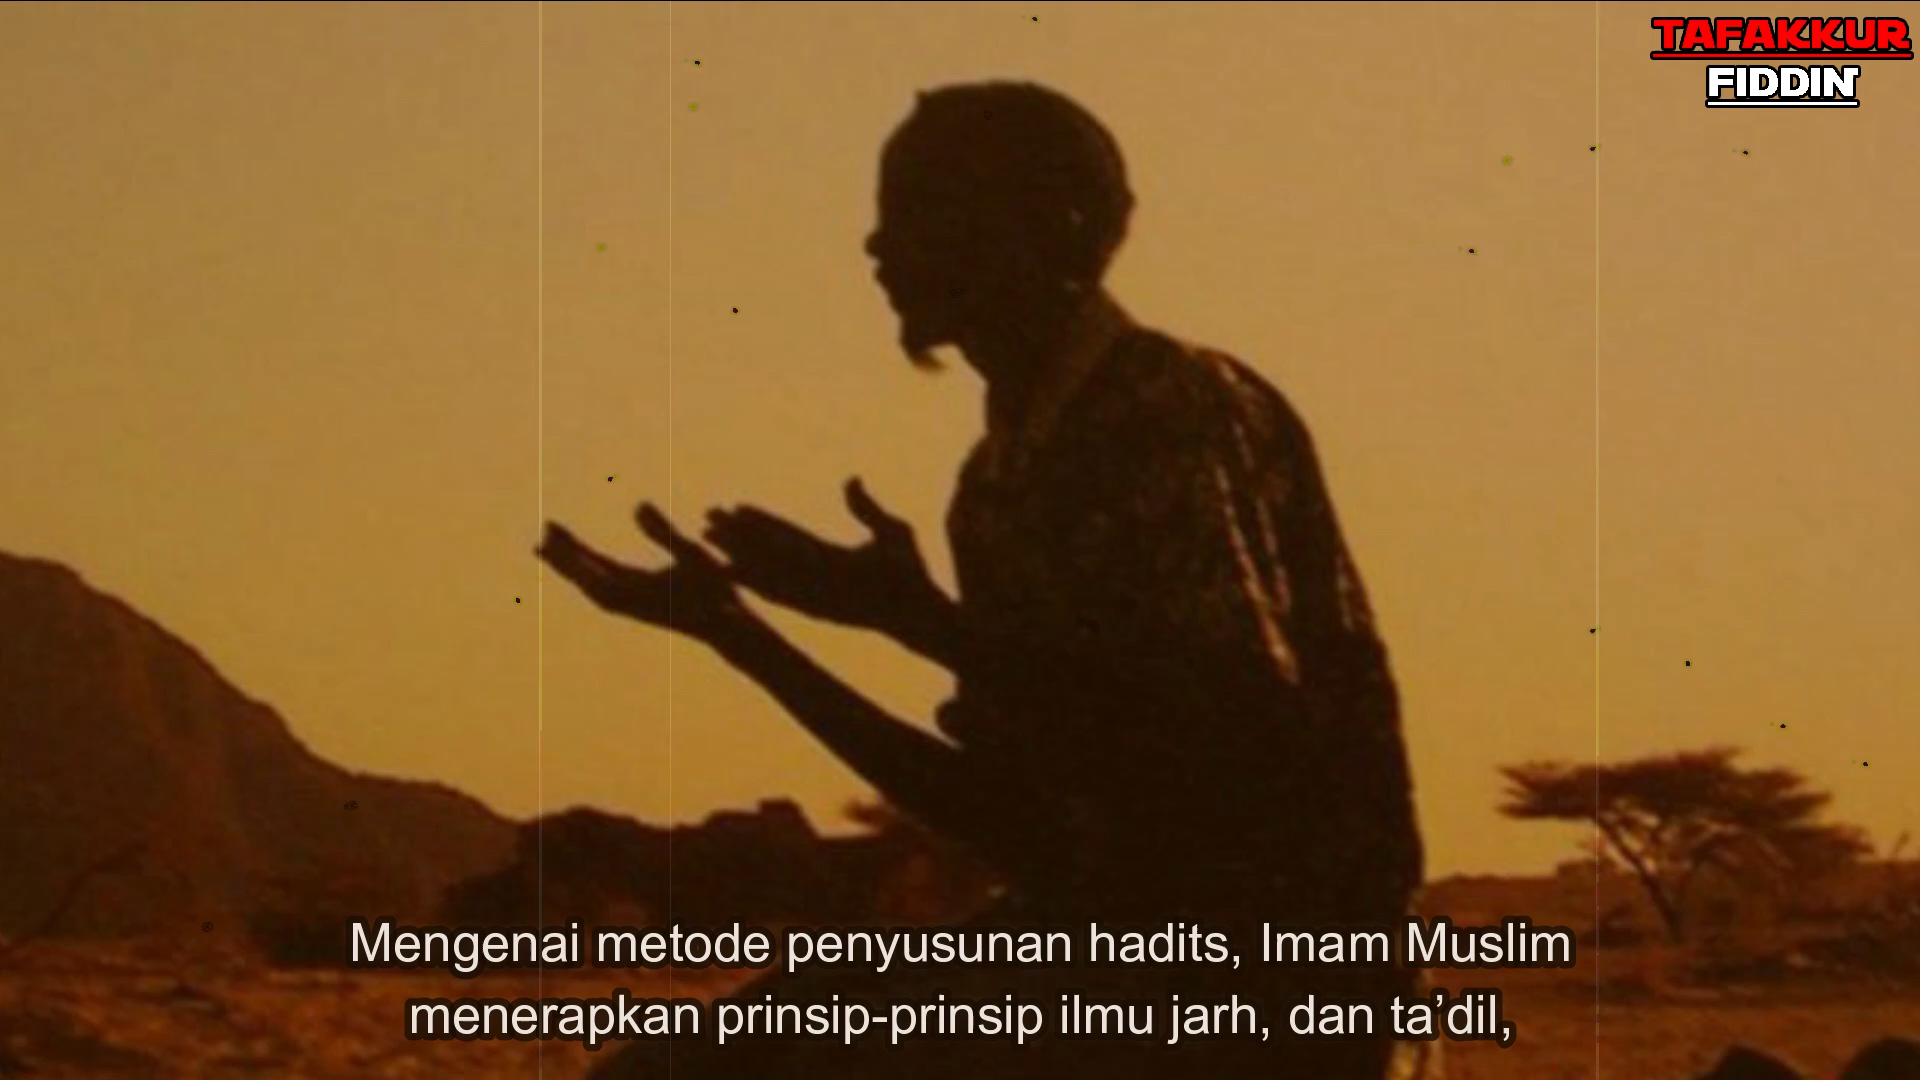 TAFAKKUR
FIDDIN
Mengenai metode penyusunan hadits, Imam Muslim
menerapkan prinsip-prinsip ilmu jarh, dan ta’dil,